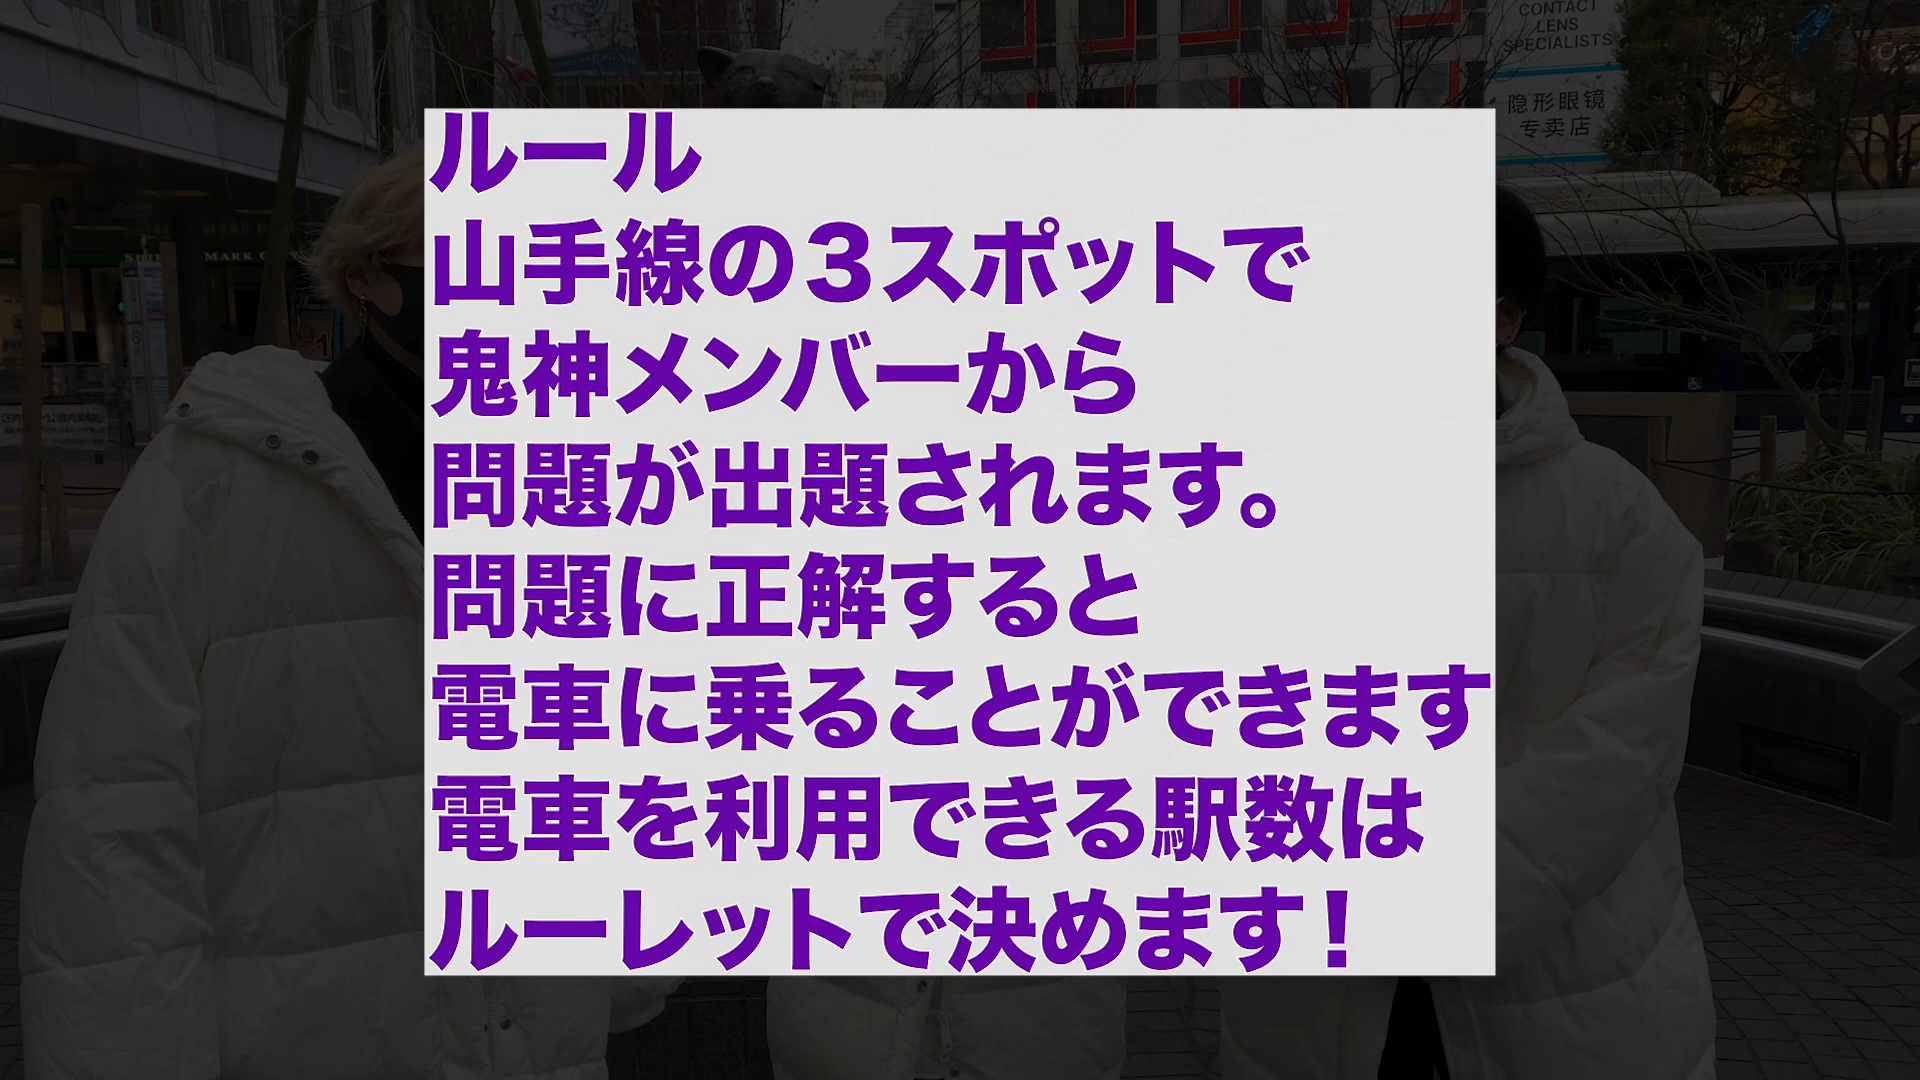 ルール
山手線の３スポットで
鬼神メンバーから
問題が出題されます。
問題に正解すると
電車に乗ることができます
電車を利用できる駅数は
ルーレットで決めます！
CONTACT
LENS
SPECIALISTS
隐形眼镜
专卖店
MARK CITY